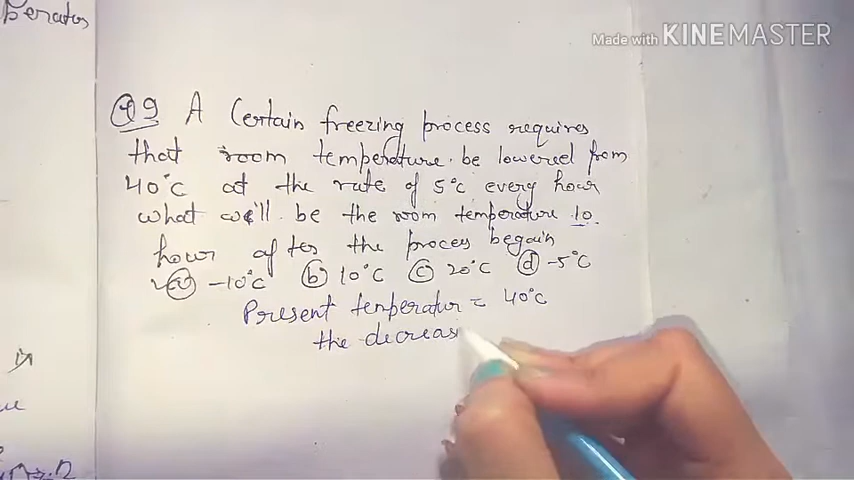 Made with KINEMASTER
Q9 A Certain freezing process requires
that room temperature. be lowered from
40°C at the rate of 5°C every hour
what will be the room temperature 10
hour after the process begain
(a) -10°C (b) 10°C (c) 20°C (d) -5°C
Present temperatur = 40°C
the decreas